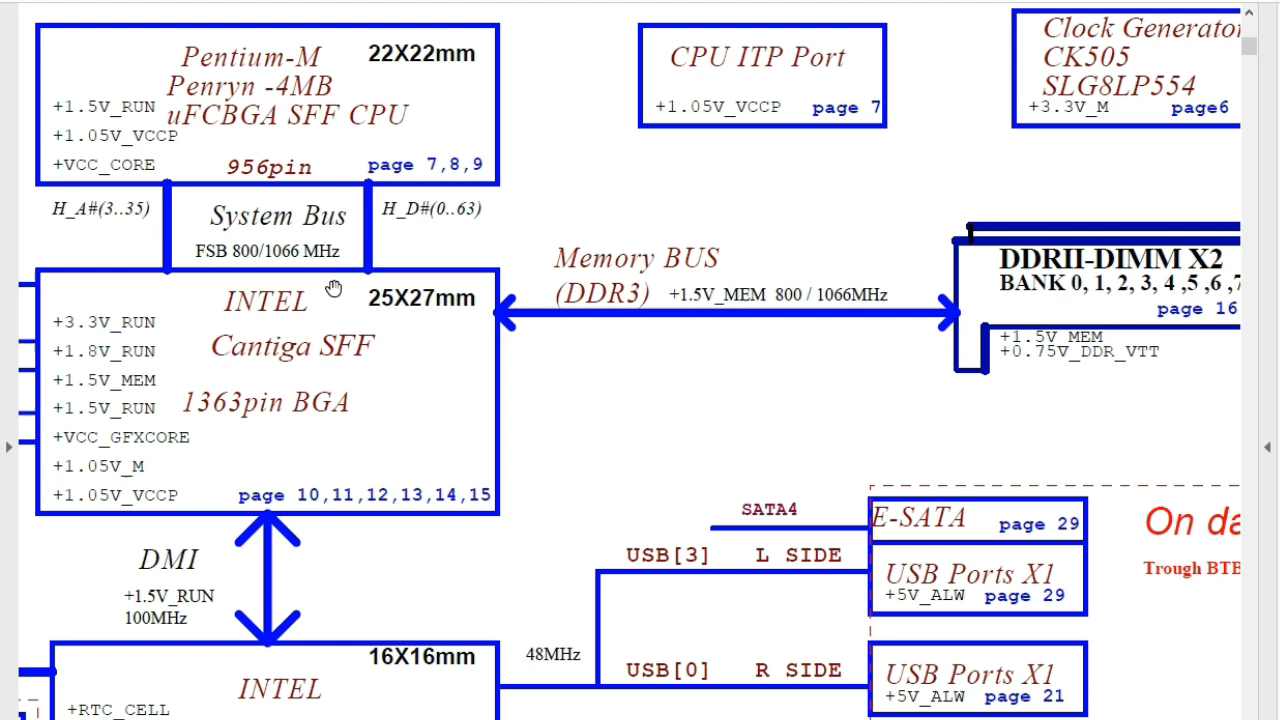 Pentium-M
22X22mm
Penryn -4MB
+1.5V_RUN
uFCBGA SFF CPU
+1.05V_VCCP
+VCC_CORE
956pin
page 7,8,9
CPU ITP Port
+1.05V_VCCP
page 7
Clock Generator
CK505
SLG8LP554
+3.3V_M
page6
H_A#(3..35)
System Bus
H_D#(0..63)
FSB 800/1066 MHz
INTEL
25X27mm
+3.3V_RUN
Cantiga SFF
+1.8V_RUN
+1.5V_MEM
1363pin BGA
+1.5V_RUN
+VCC_GFXCORE
+1.05V_M
+1.05V_VCCP
page 10,11,12,13,14,15
Memory BUS
(DDR3)
+1.5V_MEM 800 / 1066MHz
DDRII-DIMM X2
BANK 0, 1, 2, 3, 4 ,5 ,6 ,7
page 16
+1.5V_MEM
+0.75V_DDR_VTT
DMI
+1.5V_RUN
100MHz
SATA4
E-SATA
page 29
USB[3]
L SIDE
USB Ports X1
+5V_ALW
page 29
On da
Trough BTB
16X16mm
INTEL
+RTC_CELL
48MHz
USB[0]
R SIDE
USB Ports X1
+5V_ALW
page 21